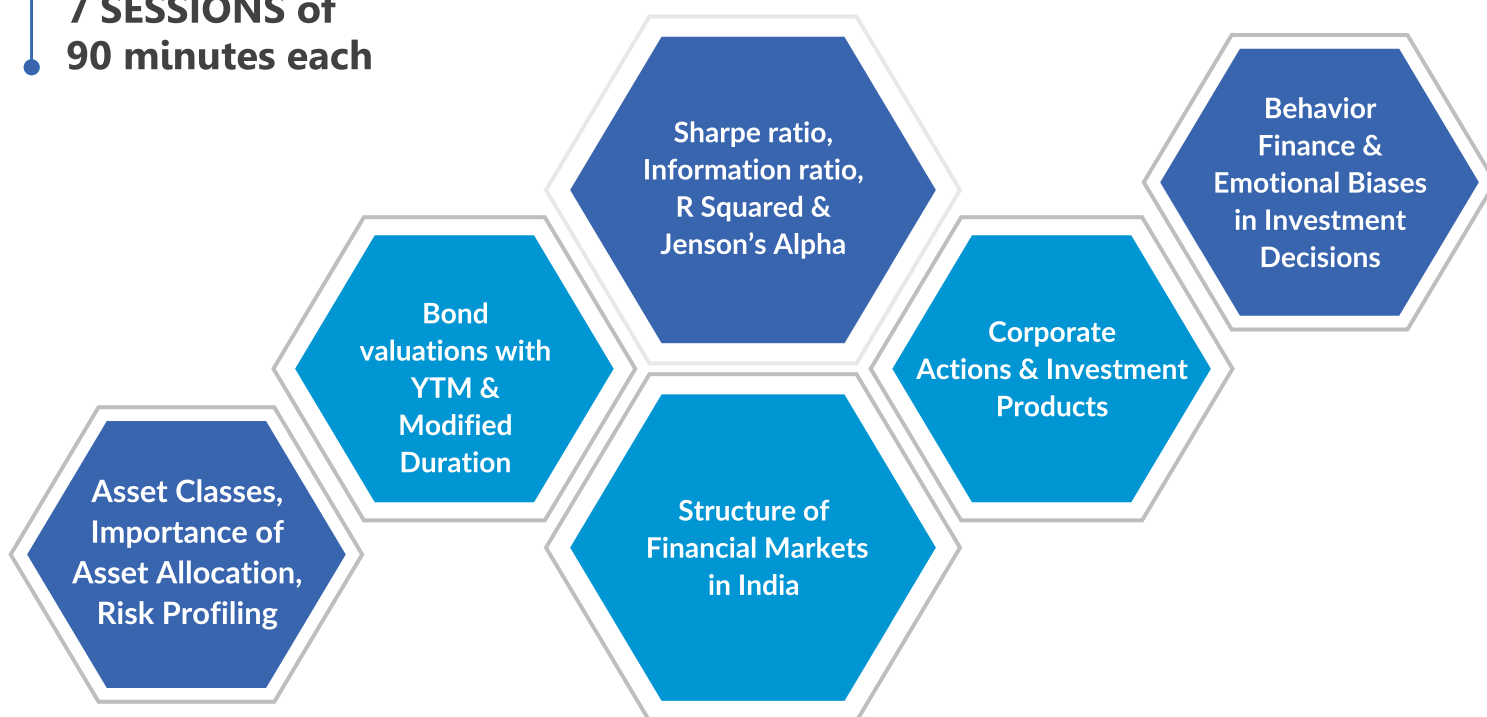 7 SESSIONS of
90 minutes each
Sharpe ratio,
Information ratio,
R Squared &
Jenson's Alpha
Behavior
Finance &
Emotional Biases
in Investment
Decisions
Bond
valuations with
YTM &
Modified
Duration
Corporate
Actions & Investment
Products
Asset Classes,
Importance of
Asset Allocation,
Risk Profiling
Structure of
Financial Markets
in India